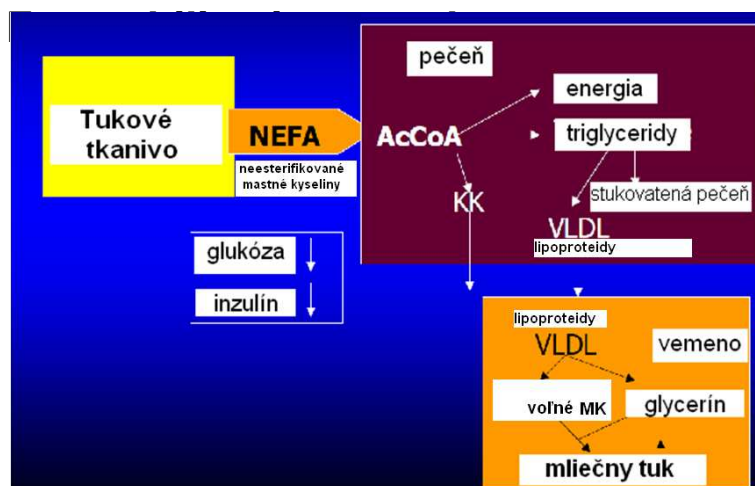 Tukové
tkanivo
NEFA
neesterifikované
mastné kyseliny
pečeň
AcCoA
energia
triglyceridy
KK
stukovatená pečeň
VLDL
lipoproteidy
glukóza
inzulín
lipoproteidy
VLDL
vemeno
voľné MK
glycerín
mliečny tuk